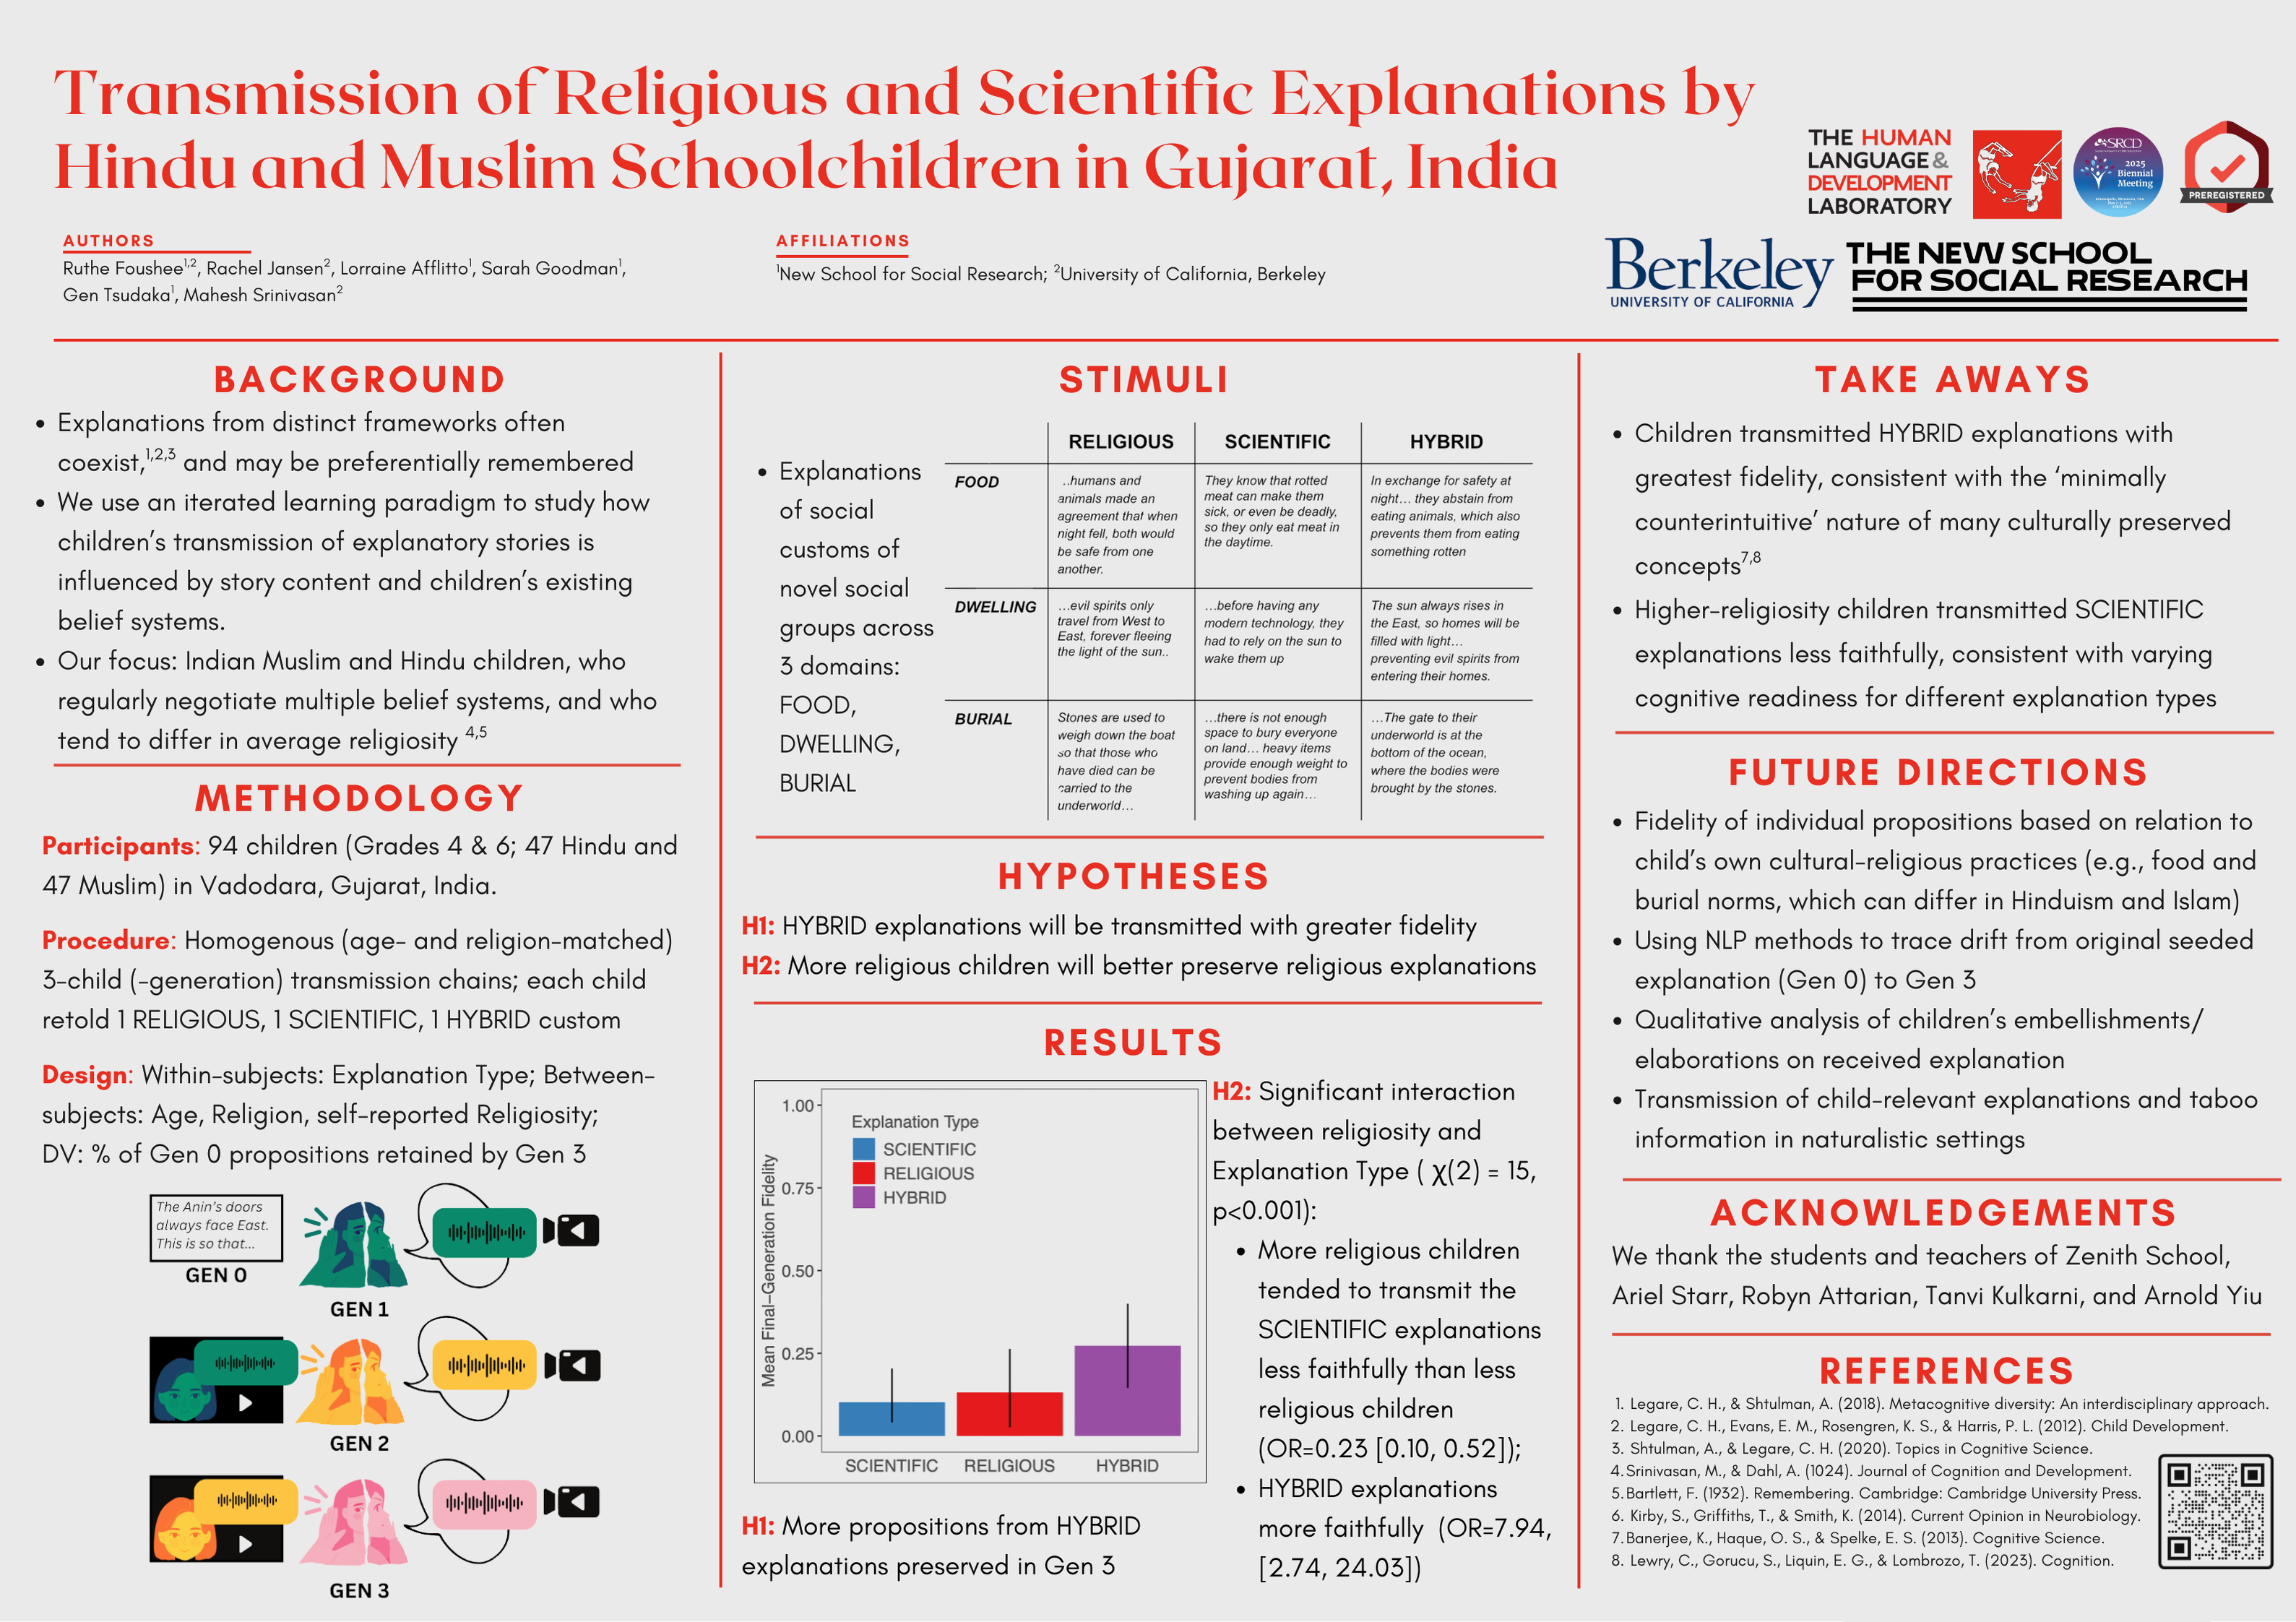 Transmission of Religious and Scientific Explanations by
Hindu and Muslim Schoolchildren in Gujarat, India
THE HUMAN
LANGUAGE &
DEVELOPMENT
LABORATORY
SRCD
2025
Biennial
Meeting
PREREGISTERED
AUTHORS
Ruthe Foushee1,2, Rachel Jansen2, Lorraine Afflitto1, Sarah Goodman1,
Gen Tsudaka1, Mahesh Srinivasan2
AFFILIATIONS
1New School for Social Research; 2University of California, Berkeley
Berkeley
UNIVERSITY OF CALIFORNIA
THE NEW SCHOOL
FOR SOCIAL RESEARCH
BACKGROUND
• Explanations from distinct frameworks often
coexist,1,2,3 and may be preferentially remembered
• We use an iterated learning paradigm to study how
children's transmission of explanatory stories is
influenced by story content and children's existing
belief systems.
• Our focus: Indian Muslim and Hindu children, who
regularly negotiate multiple belief systems, and who
tend to differ in average religiosity 4,5
METHODOLOGY
Participants: 94 children (Grades 4 & 6; 47 Hindu and
47 Muslim) in Vadodara, Gujarat, India.
Procedure: Homogenous (age- and religion-matched)
3-child (-generation) transmission chains; each child
retold 1 RELIGIOUS, 1 SCIENTIFIC, 1 HYBRID custom
Design: Within-subjects: Explanation Type; Between-
subjects: Age, Religion, self-reported Religiosity;
DV: % of Gen 0 propositions retained by Gen 3
The Anin's doors
always face East.
This is so that...
GEN 0
GEN 1
GEN 2
GEN 3
STIMULI
• Explanations
of social
customs of
novel social
groups across
3 domains:
FOOD,
DWELLING,
BURIAL
RELIGIOUS
SCIENTIFIC
HYBRID
FOOD
..humans and
animals made an
agreement that when
night fell, both would
be safe from one
another.
They know that rotted
meat can make them
sick, or even be deadly,
so they only eat meat in
the daytime.
In exchange for safety at
night… they abstain from
eating animals, which also
prevents them from eating
something rotten
DWELLING
…evil spirits only
travel from West to
East, forever fleeing
the light of the sun..
…before having any
modern technology, they
had to rely on the sun to
wake them up
The sun always rises in
the East, so homes will be
filled with light…
preventing evil spirits from
entering their homes.
BURIAL
Stones are used to
weigh down the boat
so that those who
have died can be
carried to the
underworld…
…there is not enough
space to bury everyone
on land… heavy items
provide enough weight to
prevent bodies from
washing up again…
…The gate to their
underworld is at the
bottom of the ocean,
where the bodies were
brought by the stones.
HYPOTHESES
H1: HYBRID explanations will be transmitted with greater fidelity
H2: More religious children will better preserve religious explanations
RESULTS
Mean Final-Generation Fidelity
1.00
0.75
0.50
0.25
0.00
Explanation Type
SCIENTIFIC
RELIGIOUS
HYBRID
SCIENTIFIC
RELIGIOUS
HYBRID
H1: More propositions from HYBRID
explanations preserved in Gen 3
H2: Significant interaction
between religiosity and
Explanation Type ( χ(2) = 15,
p<0.001):
• More religious children
tended to transmit the
SCIENTIFIC explanations
less faithfully than less
religious children
(OR=0.23 [0.10, 0.52]);
• HYBRID explanations
more faithfully (OR=7.94,
[2.74, 24.03])
TAKE AWAYS
• Children transmitted HYBRID explanations with
greatest fidelity, consistent with the ‘minimally
counterintuitive’ nature of many culturally preserved
concepts7,8
• Higher-religiosity children transmitted SCIENTIFIC
explanations less faithfully, consistent with varying
cognitive readiness for different explanation types
FUTURE DIRECTIONS
• Fidelity of individual propositions based on relation to
child's own cultural-religious practices (e.g., food and
burial norms, which can differ in Hinduism and Islam)
• Using NLP methods to trace drift from original seeded
explanation (Gen 0) to Gen 3
• Qualitative analysis of children's embellishments/
elaborations on received explanation
• Transmission of child-relevant explanations and taboo
information in naturalistic settings
ACKNOWLEDGEMENTS
We thank the students and teachers of Zenith School,
Ariel Starr, Robyn Attarian, Tanvi Kulkarni, and Arnold Yiu
REFERENCES
1. Legare, C. H., & Shtulman, A. (2018). Metacognitive diversity: An interdisciplinary approach.
2. Legare, C. H., Evans, E. M., Rosengren, K. S., & Harris, P. L. (2012). Child Development.
3. Shtulman, A., & Legare, C. H. (2020). Topics in Cognitive Science.
4. Srinivasan, M., & Dahl, A. (1024). Journal of Cognition and Development.
5. Bartlett, F. (1932). Remembering. Cambridge: Cambridge University Press.
6. Kirby, S., Griffiths, T., & Smith, K. (2014). Current Opinion in Neurobiology.
7. Banerjee, K., Haque, O. S., & Spelke, E. S. (2013). Cognitive Science.
8. Lewry, C., Gorucu, S., Liquin, E. G., & Lombrozo, T. (2023). Cognition.